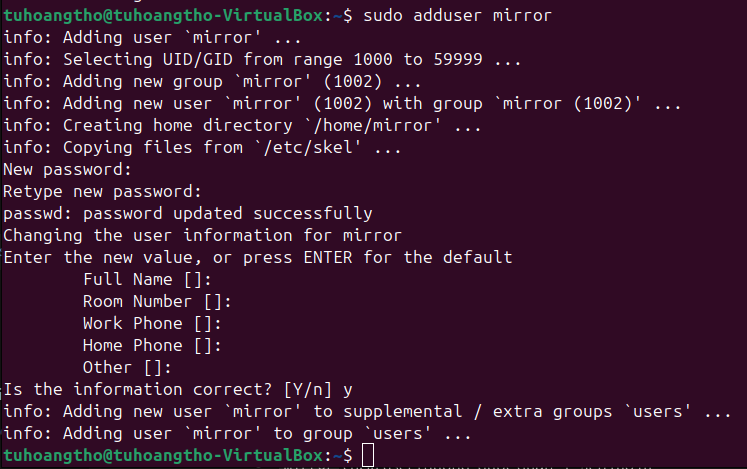 tuhoangtho@tuhoangtho-VirtualBox:~$ sudo adduser mirror
info: Adding user `mirror' ...
info: Selecting UID/GID from range 1000 to 59999 ...
info: Adding new group `mirror' (1002) ...
info: Adding new user `mirror' (1002) with group `mirror (1002)' ...
info: Creating home directory `/home/mirror' ...
info: Copying files from `/etc/skel' ...
New password:
Retype new password:
passwd: password updated successfully
Changing the user information for mirror
Enter the new value, or press ENTER for the default
Full Name []:
Room Number []:
Work Phone []:
Home Phone []:
Other []:
Is the information correct? [Y/n] y
info: Adding new user `mirror' to supplemental / extra groups `users' ...
info: Adding user `mirror' to group `users' ...
tuhoangtho@tuhoangtho-VirtualBox:~$